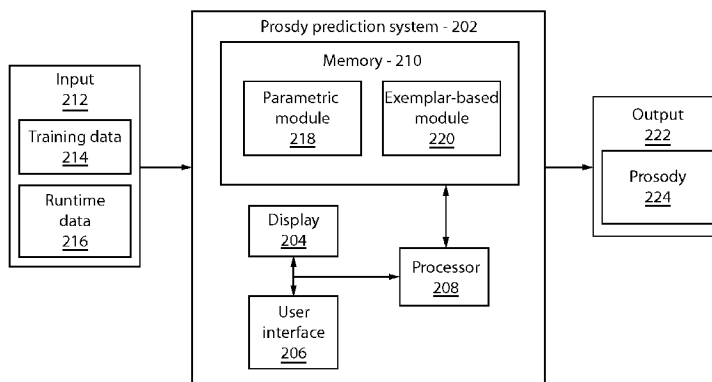 Prosdy prediction system - 202
Memory - 210
Parametric
module
218
Exemplar-based
module
220
Input
212
Training data
214
Runtime
data
216
Display
204
User
interface
206
Processor
208
Output
222
Prosody
224